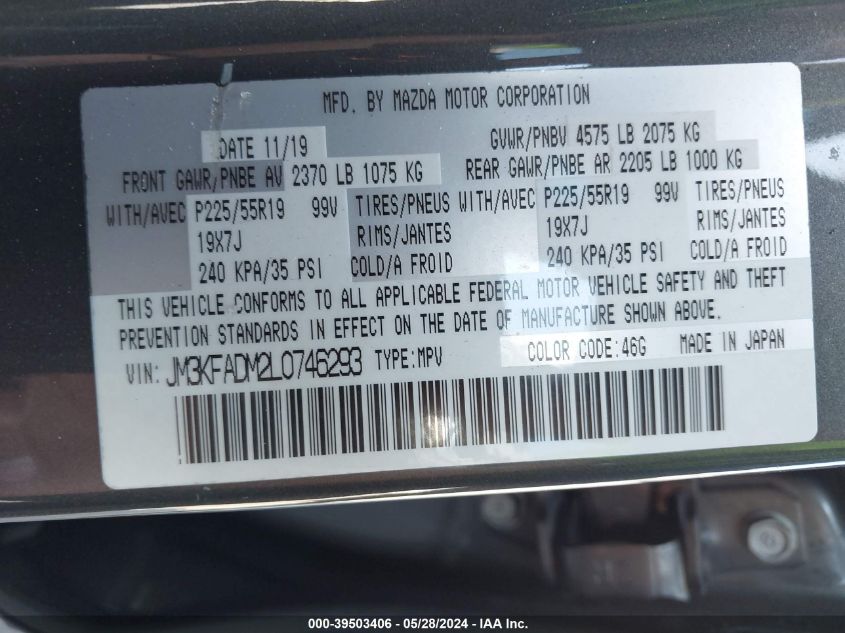 MFD. BY MAZDA MOTOR CORPORATION
DATE 11/19 GVWR/PNBV 4575 LB 2075 KG
FRONT GAWR/PNBE AV 2370 LB 1075 KG REAR GAWR/PNBE AR 2205 LB 1000 KG
WITH/AVEC P225/55R19 99V TIRES/PNEUS WITH/AVEC P225/55R19 99V TIRES/PNEUS
19X7J RIMS/JANTES 19X7J RIMS/JANTES
240 KPA/35 PSI COLD/A FROID 240 KPA/35 PSI COLD/A FROID
THIS VEHICLE CONFORMS TO ALL APPLICABLE FEDERAL MOTOR VEHICLE SAFETY AND THEFT
PREVENTION STANDARDS IN EFFECT ON THE DATE OF MANUFACTURE SHOWN ABOVE.
VIN: JM3KFADM2L0746293 TYPE:MPV COLOR CODE:46G MADE IN JAPAN
000-39503406 - 05/28/2024 - IAA Inc.